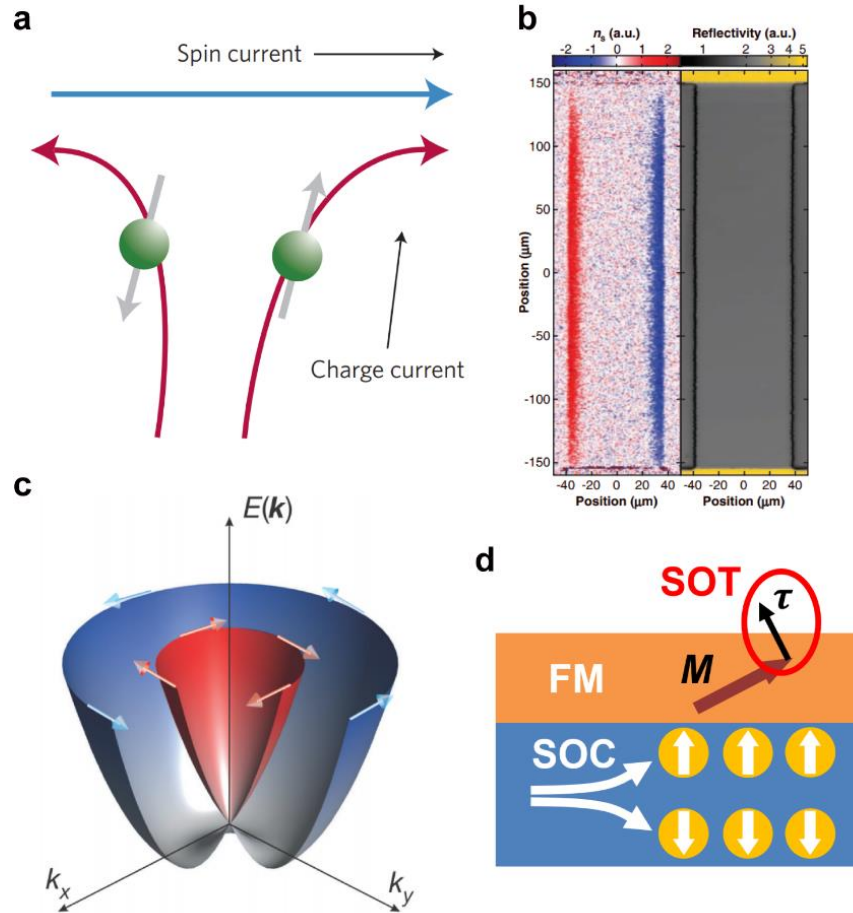 a
Spin current
Charge current
b
n_s (a.u.)
Reflectivity (a.u.)
-2 -1 0 1 2
1 2 3 4 5
Position (μm)
150
100
50
0
-50
-100
-150
-40 -20 0 20 40
-40 -20 0 20 40
Position (μm)
Position (μm)
c
E(k)
k_x
k_y
d
SOT
τ
FM
M
SOC